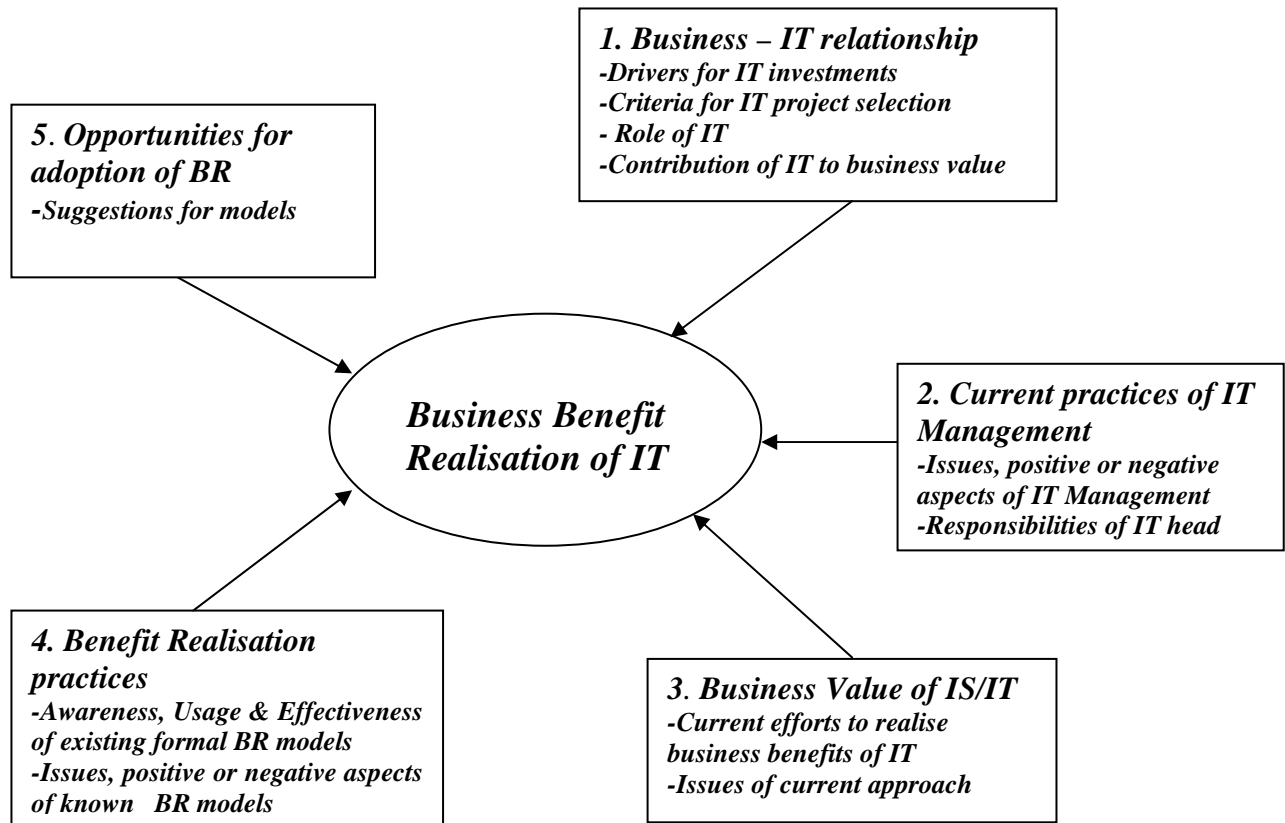 1. Business – IT relationship
-Drivers for IT investments
-Criteria for IT project selection
- Role of IT
-Contribution of IT to business value
5. Opportunities for
adoption of BR
-Suggestions for models
Business Benefit
Realisation of IT
2. Current practices of IT
Management
-Issues, positive or negative
aspects of IT Management
-Responsibilities of IT head
4. Benefit Realisation
practices
-Awareness, Usage & Effectiveness
of existing formal BR models
-Issues, positive or negative aspects
of known BR models
3. Business Value of IS/IT
-Current efforts to realise
business benefits of IT
-Issues of current approach